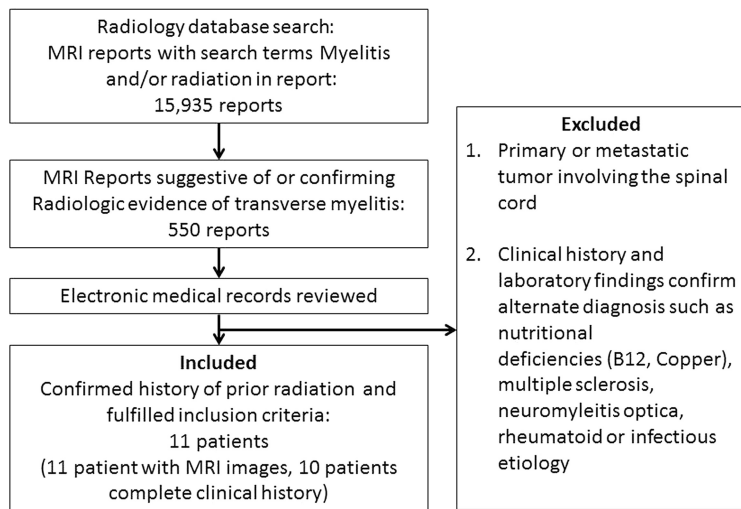 Radiology database search:
MRI reports with search terms Myelitis
and/or radiation in report:
15,935 reports
MRI Reports suggestive of or confirming
Radiologic evidence of transverse myelitis:
550 reports
Electronic medical records reviewed
Included
Confirmed history of prior radiation and
fulfilled inclusion criteria:
11 patients
(11 patient with MRI images, 10 patients
complete clinical history)
Excluded
1. Primary or metastatic
tumor involving the spinal
cord
2. Clinical history and
laboratory findings confirm
alternate diagnosis such as
nutritional
deficiencies (B12, Copper),
multiple sclerosis,
neuromyleitis optica,
rheumatoid or infectious
etiology